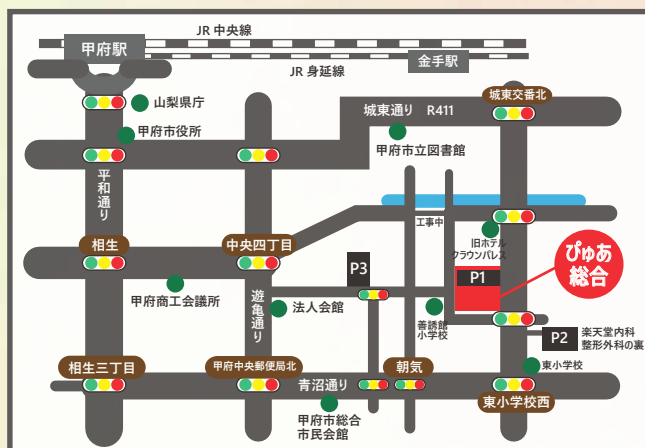 JR 中央線
甲府駅
JR 身延線
金手駅
山梨県庁
城東交番北
城東通り R411
甲府市役所
甲府市立図書館
平和通り
工事中
旧ホテル
クラウンパレス
相生
中央四丁目
ぴゅあ
総合
P3
P1
甲府商工会議所
遊亀通り
法人会館
善誘館
小学校
P2
楽天堂内科
整形外科の裏
相生三丁目
甲府中央郵便局北
青沼通り
朝気
東小学校
東小学校西
甲府市総合
市民会館